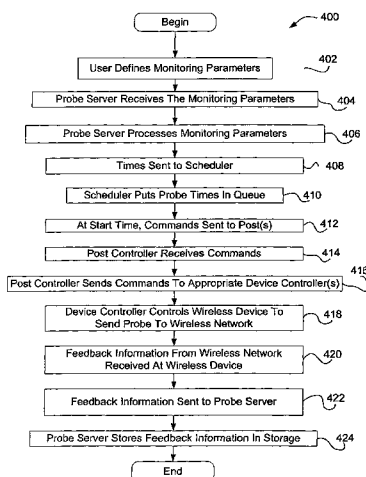 Begin
400
User Defines Monitoring Parameters
402
Probe Server Receives The Monitoring Parameters
404
Probe Server Processes Monitoring Parameters
406
Times Sent to Scheduler
408
Scheduler Puts Probe Times In Queue
410
At Start Time, Commands Sent to Post(s)
412
Post Controller Receives Commands
414
Post Controller Sends Commands To Appropriate Device Controller(s)
416
Device Controller Controls Wireless Device To
Send Probe To Wireless Network
418
Feedback Information From Wireless Network
Received At Wireless Device
420
Feedback Information Sent to Probe Server
422
Probe Server Stores Feedback Information In Storage
424
End